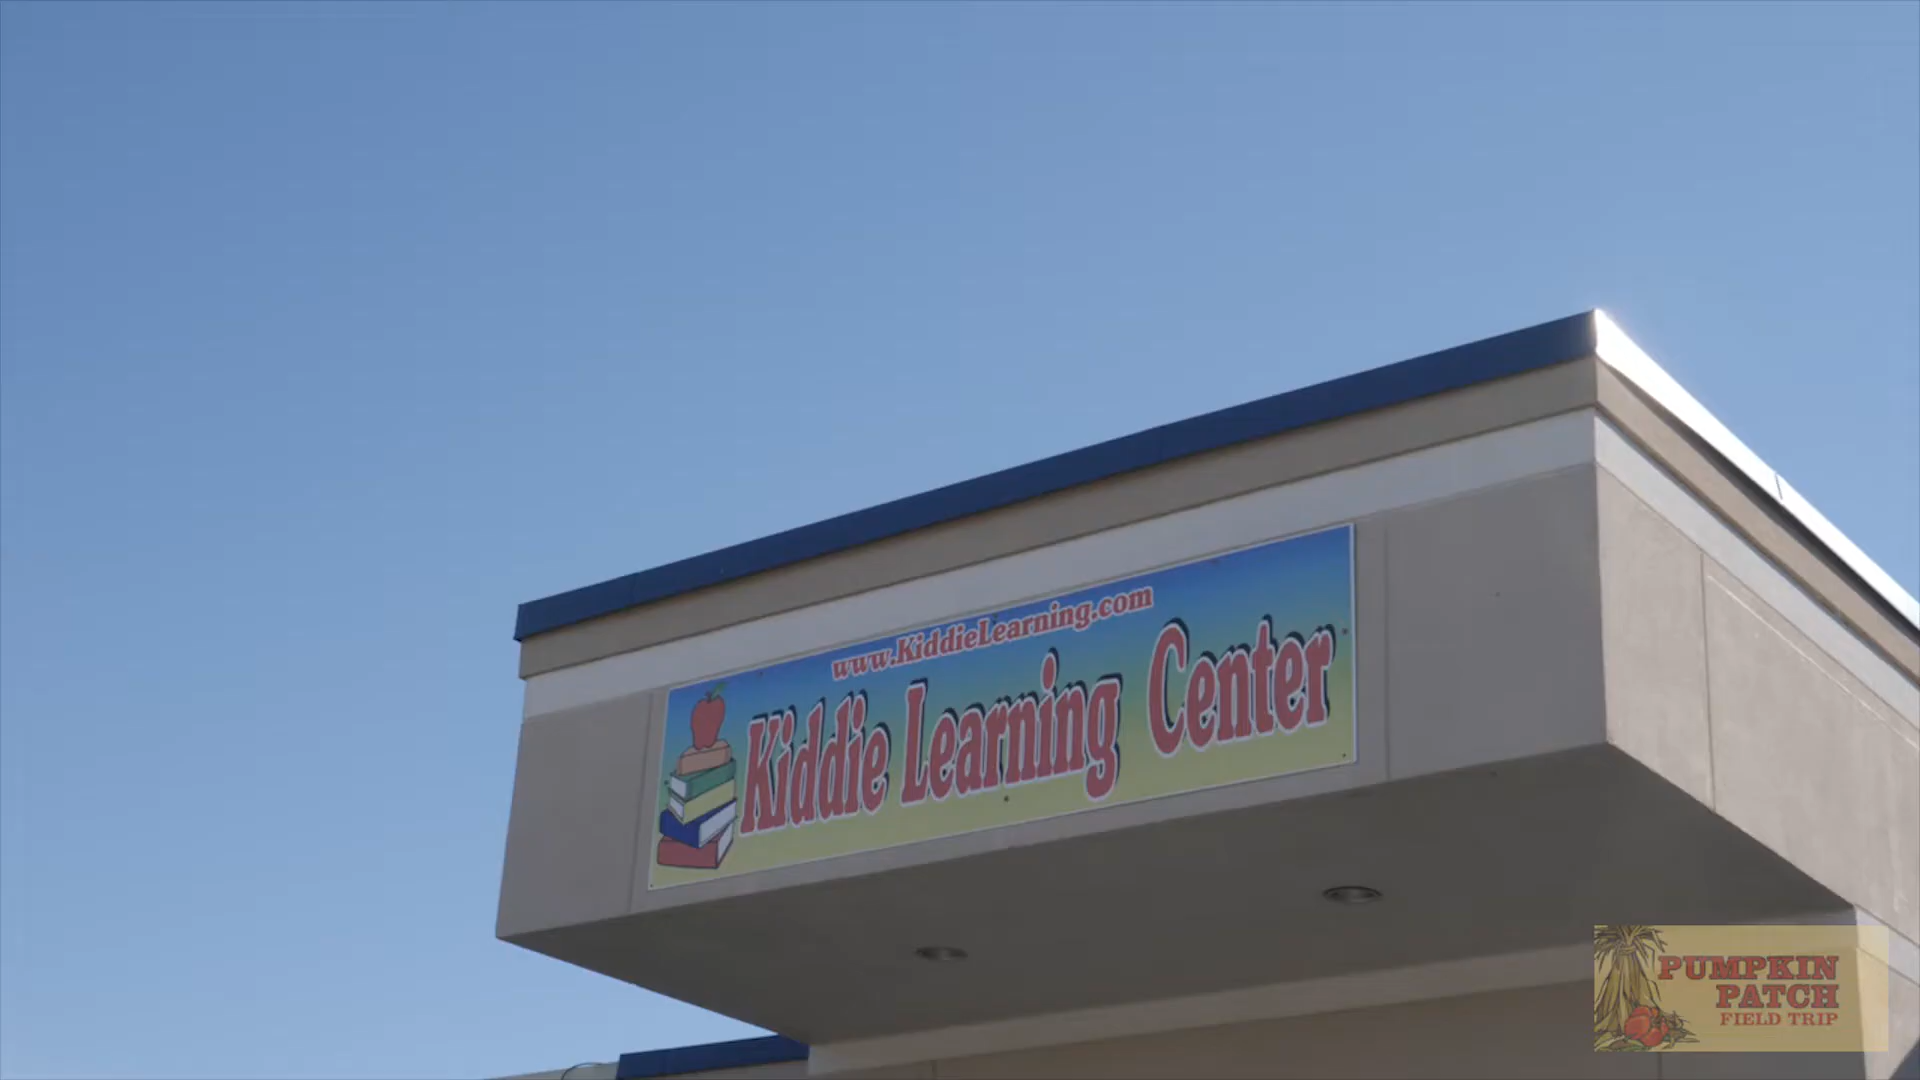 www.KiddieLearning.com
Kiddie Learning Center
PUMPKIN
PATCH
FIELD TRIP